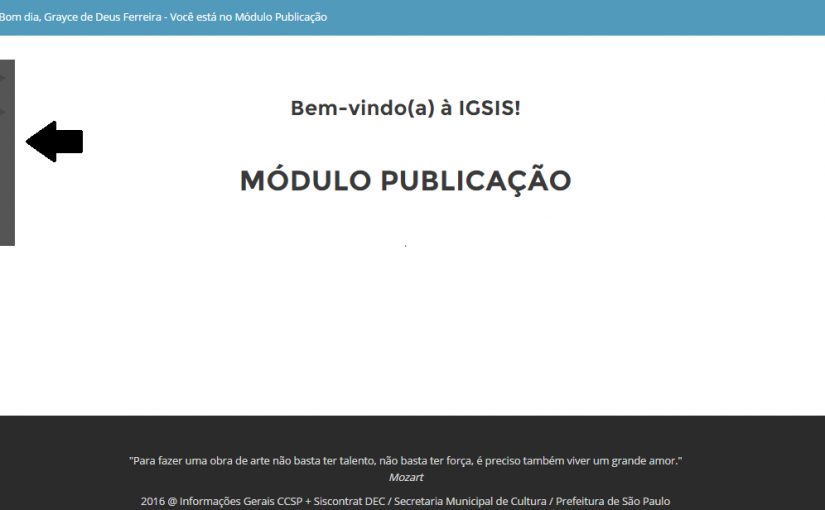 Bom dia, Grayce de Deus Ferreira - Você está no Módulo Publicação
Bem-vindo(a) à IGSIS!
MÓDULO PUBLICAÇÃO
.
"Para fazer uma obra de arte não basta ter talento, não basta ter força, é preciso também viver um grande amor."
Mozart
2016 @ Informações Gerais CCSP + Siscontrat DEC / Secretaria Municipal de Cultura / Prefeitura de São Paulo